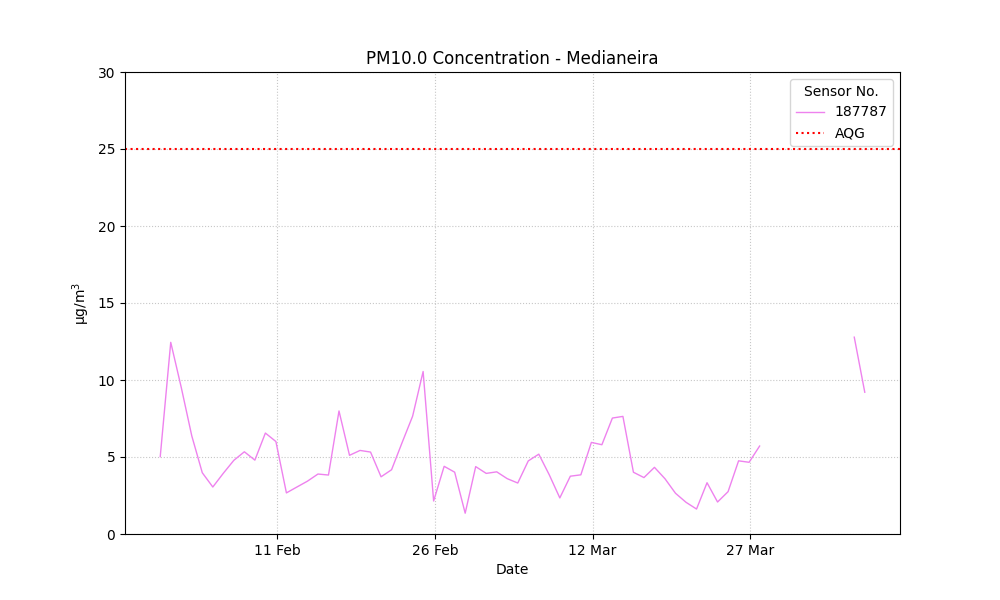 PM10.0 Concentration - Medianeira
Sensor No.
187787
AQG
30
25
20
15
10
5
0
µg/m³
11 Feb
26 Feb
12 Mar
27 Mar
Date